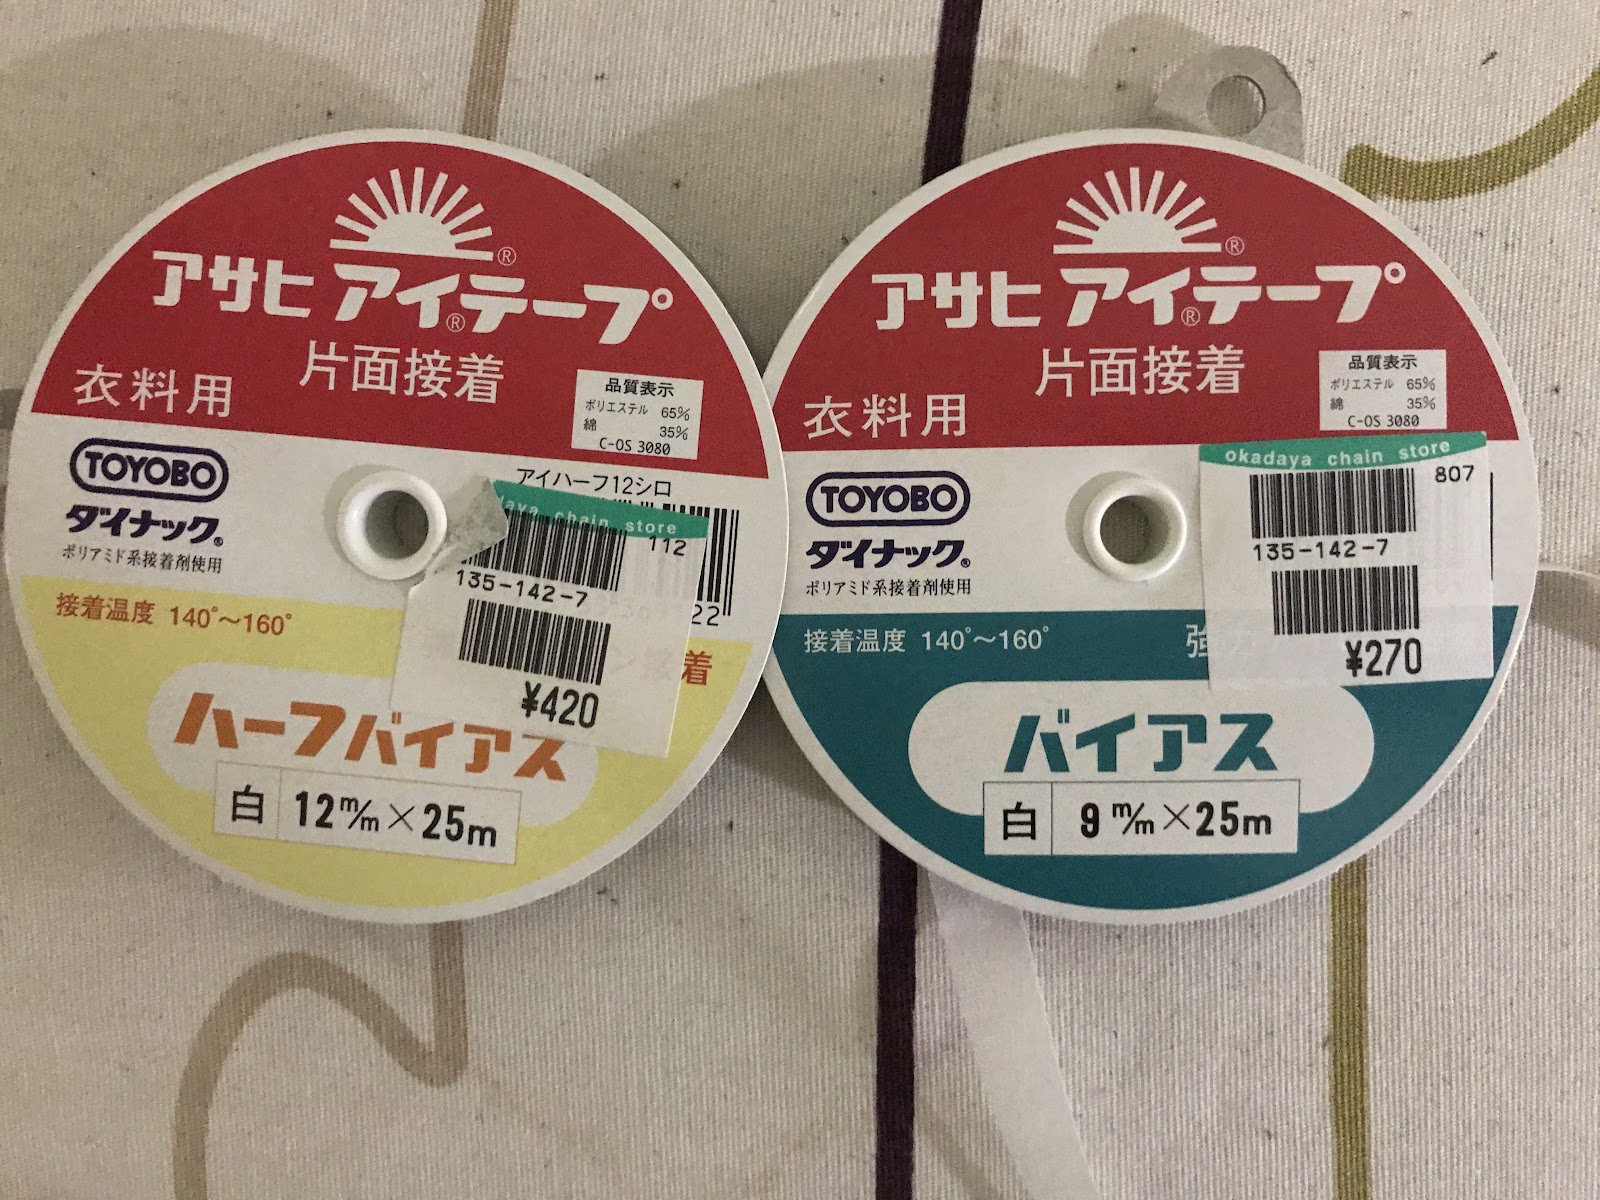 アサヒ アイ®テープ®
片面接着
衣料用
品質表示
ポリエステル 65%
綿 35%
C-OS 3080
TOYOBO
ダイナック®
ポリアミド系接着剤使用
アイハーフ12シロ
chain store
112
135-142-7
22
¥420
接着温度 140°~160°
着
ハーフバイアス
白 12m/m×25m
アサヒ アイ®テープ®
片面接着
衣料用
品質表示
ポリエステル 65%
綿 35%
C-OS 3080
TOYOBO
ダイナック®
ポリアミド系接着剤使用
okadaya chain store
807
135-142-7
¥270
接着温度 140°~160°
強
バイアス
白 9m/m×25m